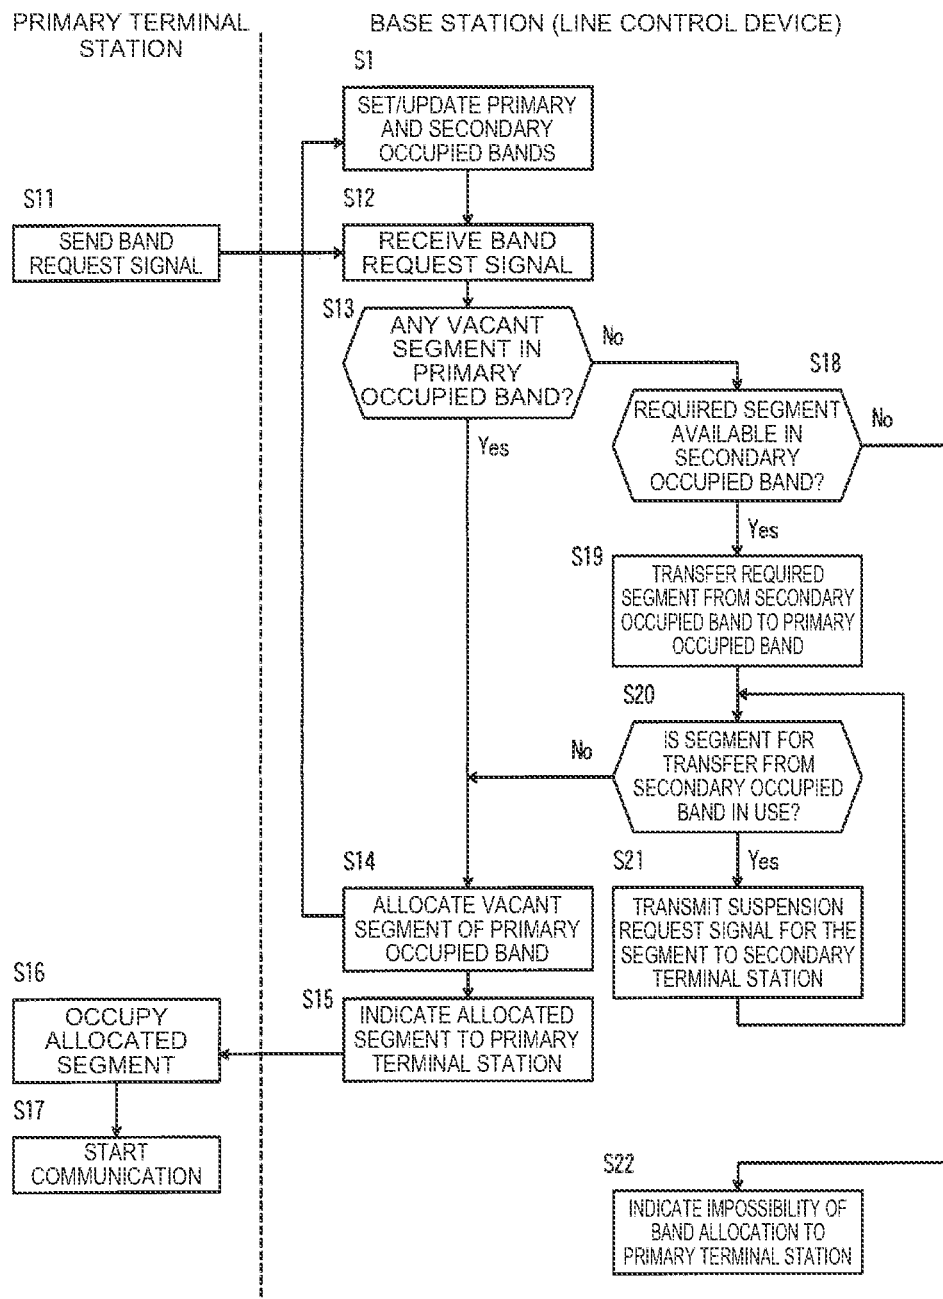 PRIMARY TERMINAL
STATION
BASE STATION (LINE CONTROL DEVICE)
S1
SET/UPDATE PRIMARY
AND SECONDARY
OCCUPIED BANDS
S11
SEND BAND
REQUEST SIGNAL
S12
RECEIVE BAND
REQUEST SIGNAL
S13
ANY VACANT
SEGMENT IN
PRIMARY
OCCUPIED BAND?
No
Yes
S18
REQUIRED SEGMENT
AVAILABLE IN
SECONDARY
OCCUPIED BAND?
No
Yes
S19
TRANSFER REQUIRED
SEGMENT FROM SECONDARY
OCCUPIED BAND TO PRIMARY
OCCUPIED BAND
S20
IS SEGMENT FOR
TRANSFER FROM
SECONDARY OCCUPIED
BAND IN USE?
No
Yes
S21
TRANSMIT SUSPENSION
REQUEST SIGNAL FOR THE
SEGMENT TO SECONDARY
TERMINAL STATION
S14
ALLOCATE VACANT
SEGMENT OF PRIMARY
OCCUPIED BAND
S15
INDICATE ALLOCATED
SEGMENT TO PRIMARY
TERMINAL STATION
S16
OCCUPY
ALLOCATED
SEGMENT
S17
START
COMMUNICATION
S22
INDICATE IMPOSSIBILITY OF
BAND ALLOCATION TO
PRIMARY TERMINAL STATION